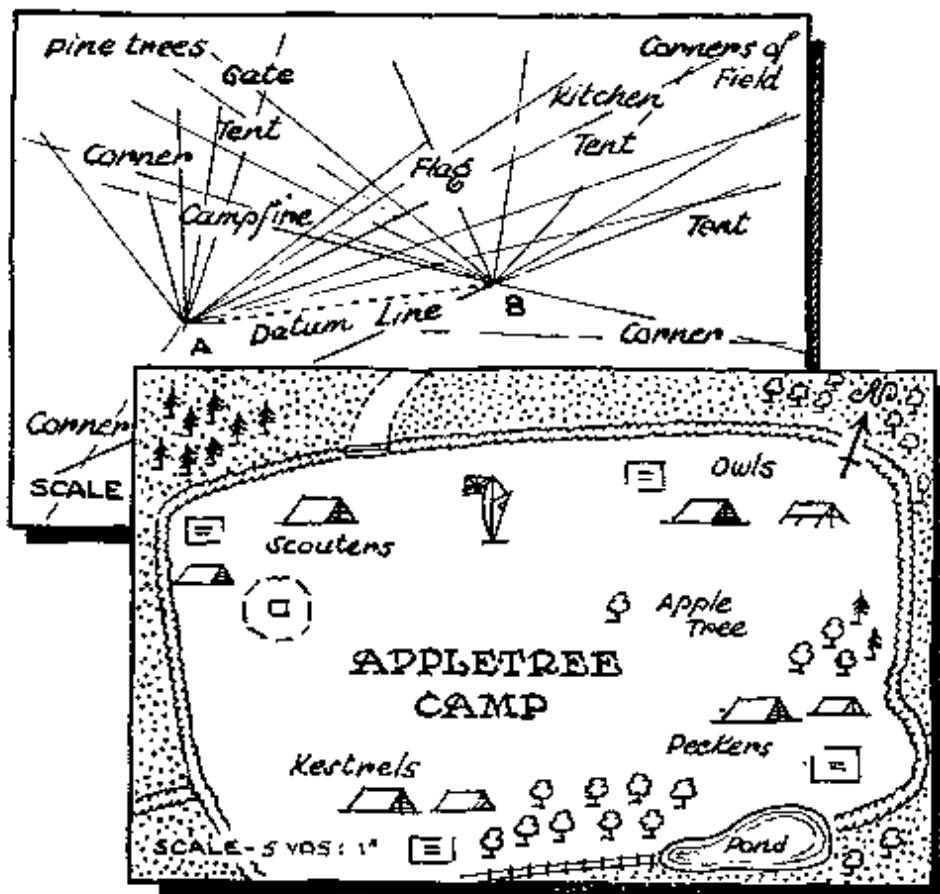 Pine trees
Gate
Corners of
Field
Kitchen
Tent
Tent
Corner
Flag
Campfire
Tent
A
B
Datum Line
Corner
Corner
SCALE
Owls
Scouters
Apple
Tree
APPLETREE
CAMP
Peckers
Kestrels
SCALE - 5 YDS : 1"
Pond